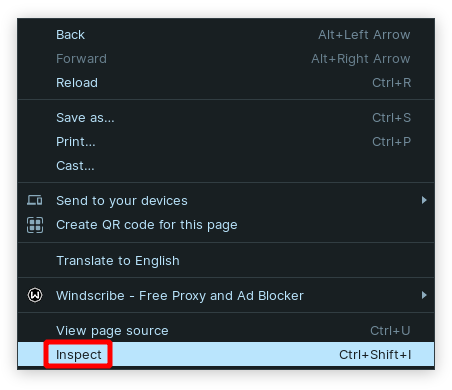 Back Alt+Left Arrow
Forward Alt+Right Arrow
Reload Ctrl+R
Save as... Ctrl+S
Print... Ctrl+P
Cast...
Send to your devices
Create QR code for this page
Translate to English
Windscribe - Free Proxy and Ad Blocker
View page source Ctrl+U
Inspect Ctrl+Shift+I